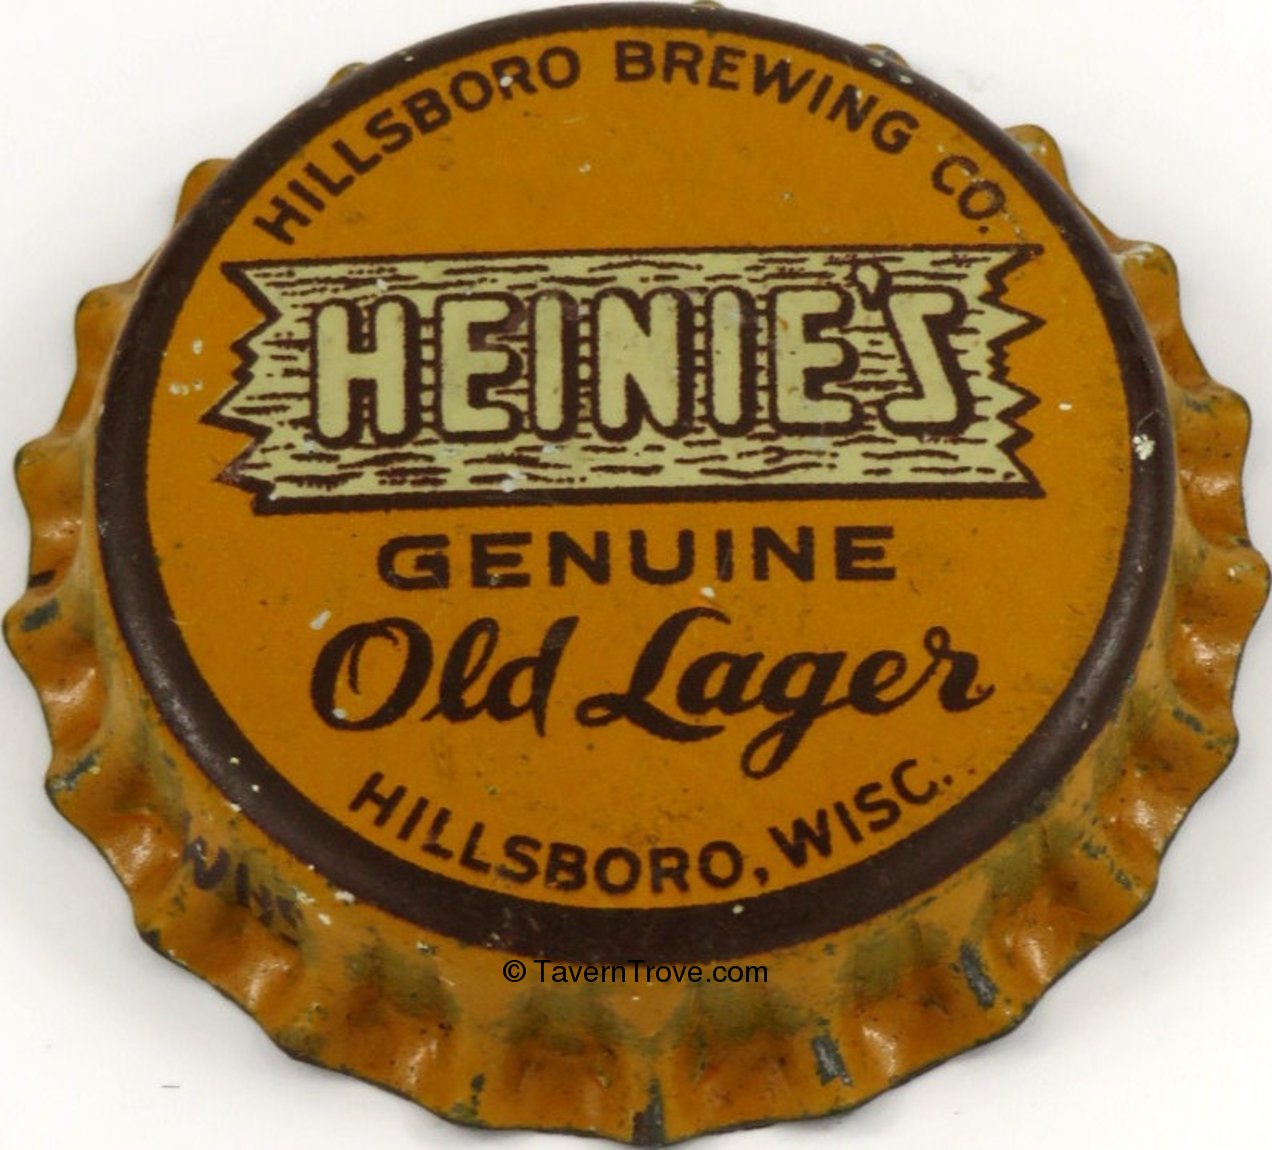 HILLSBORO BREWING CO.
HEINIE'S
GENUINE
Old Lager
HILLSBORO, WISC.
© TavernTrove.com